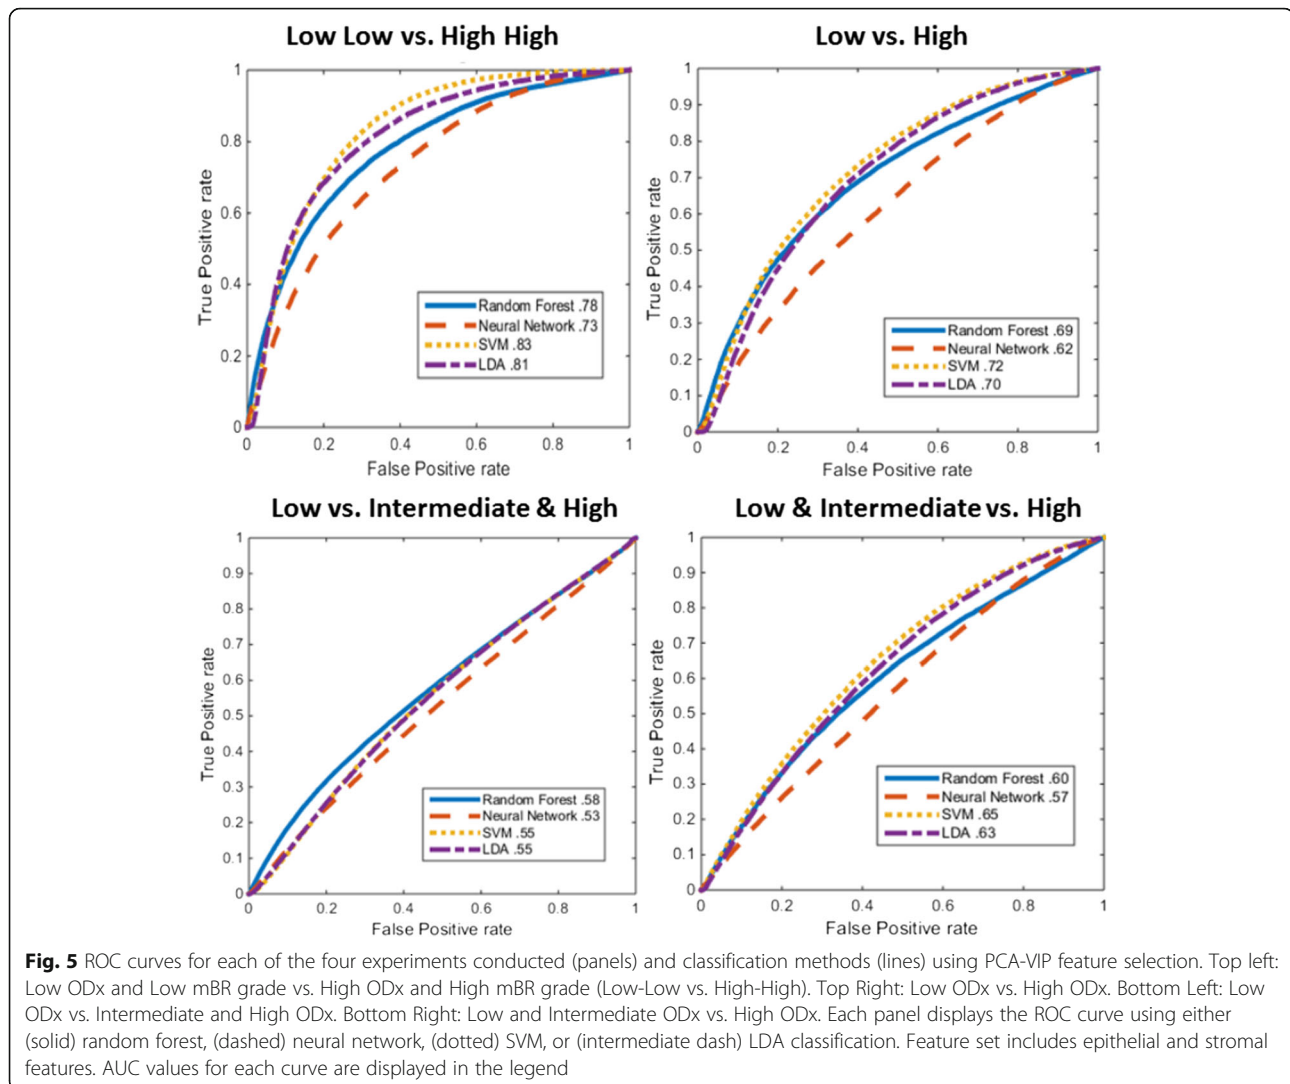 Low Low vs. High High
1
0.8
0.6
0.4
0.2
0
0
0.2
0.4
0.6
0.8
1
True Positive rate
False Positive rate
Random Forest .78
Neural Network .73
SVM .83
LDA .81
Low vs. High
1
0.9
0.8
0.7
0.6
0.5
0.4
0.3
0.2
0.1
0
0
0.2
0.4
0.6
0.8
1
True Positive rate
False Positive rate
Random Forest .69
Neural Network .62
SVM .72
LDA .70
Low vs. Intermediate & High
1
0.9
0.8
0.7
0.6
0.5
0.4
0.3
0.2
0.1
0
0
0.2
0.4
0.6
0.8
1
True Positive rate
False Positive rate
Random Forest .58
Neural Network .53
SVM .55
LDA .55
Low & Intermediate vs. High
1
0.9
0.8
0.7
0.6
0.5
0.4
0.3
0.2
0.1
0
0
0.2
0.4
0.6
0.8
1
True Positive rate
False Positive rate
Random Forest .60
Neural Network .57
SVM .65
LDA .63
Fig. 5 ROC curves for each of the four experiments conducted (panels) and classification methods (lines) using PCA-VIP feature selection. Top left:
Low ODx and Low mBR grade vs. High ODx and High mBR grade (Low-Low vs. High-High). Top Right: Low ODx vs. High ODx. Bottom Left: Low
ODx vs. Intermediate and High ODx. Bottom Right: Low and Intermediate ODx vs. High ODx. Each panel displays the ROC curve using either
(solid) random forest, (dashed) neural network, (dotted) SVM, or (intermediate dash) LDA classification. Feature set includes epithelial and stromal
features. AUC values for each curve are displayed in the legend